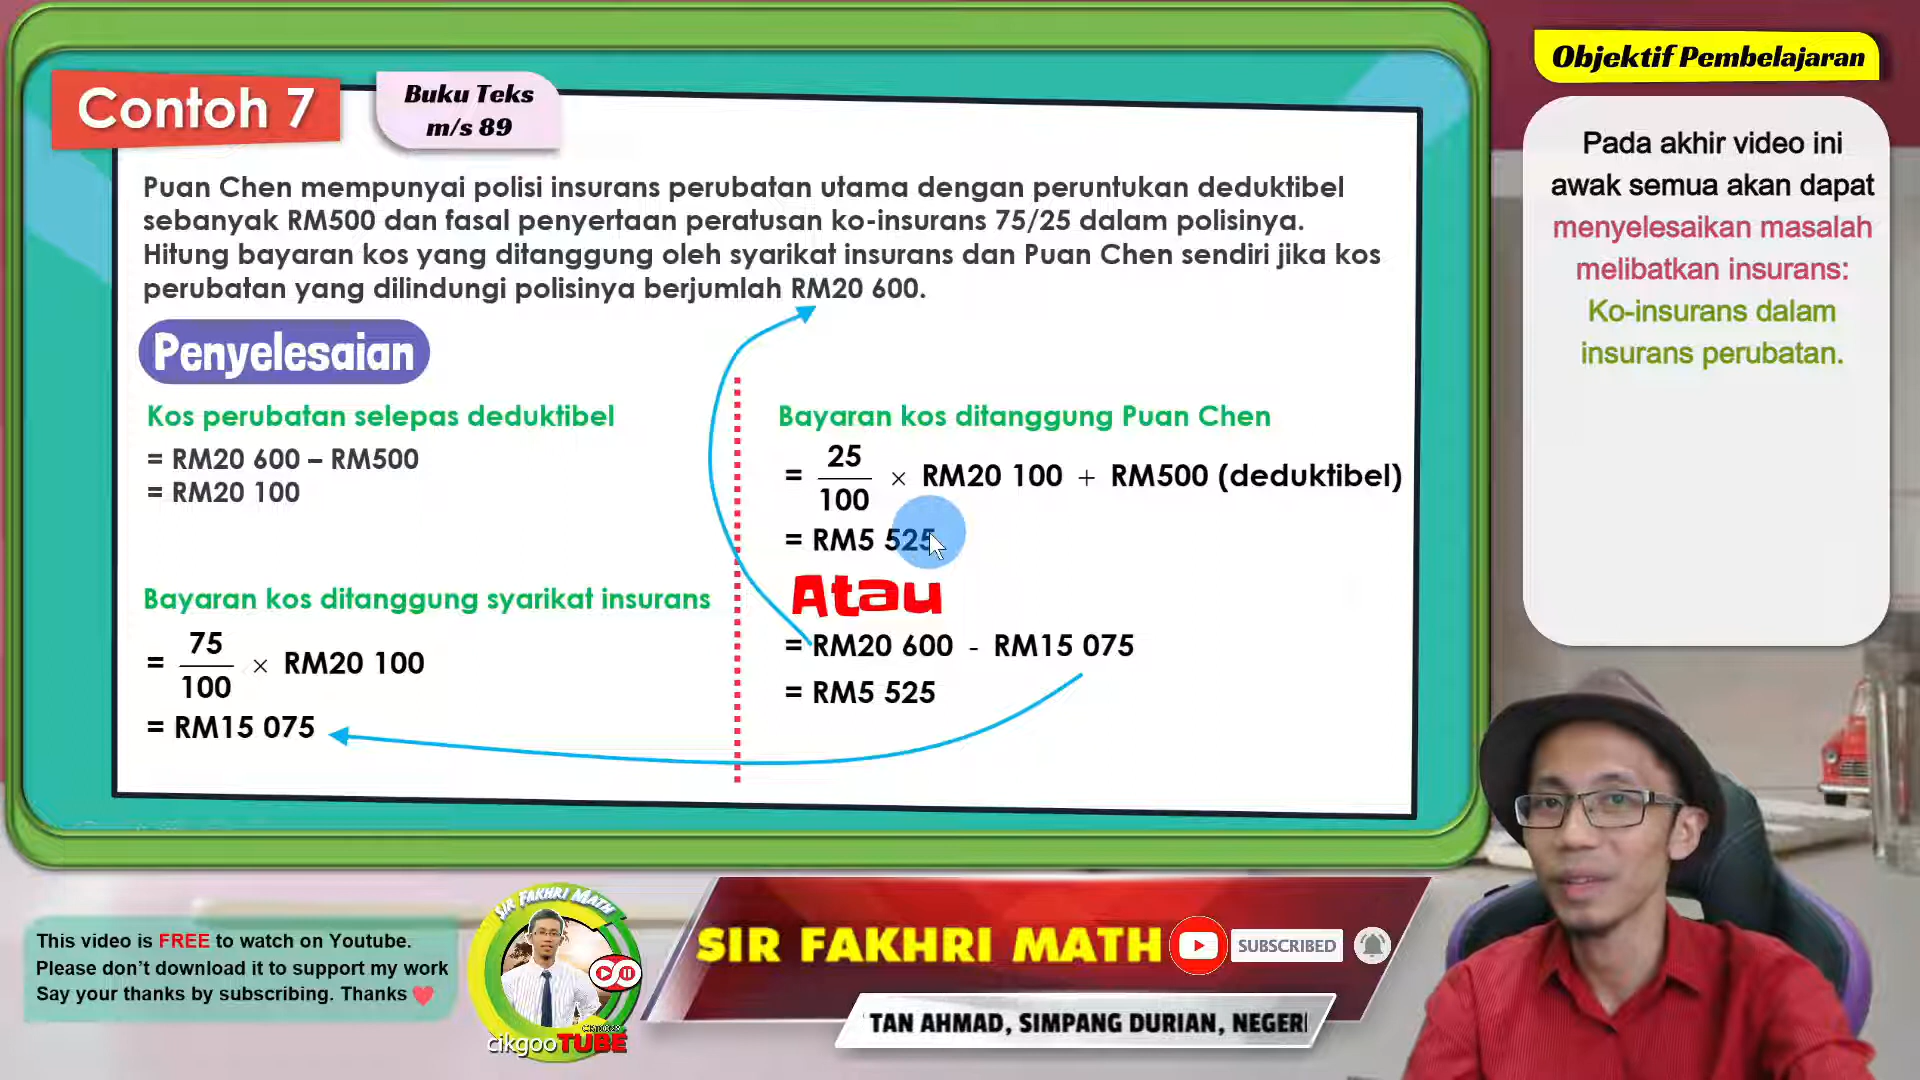 Contoh 7
Buku Teks
m/s 89
Puan Chen mempunyai polisi insurans perubatan utama dengan peruntukan deduktibel
sebanyak RM500 dan fasal penyertaan peratusan ko-insurans 75/25 dalam polisinya.
Hitung bayaran kos yang ditanggung oleh syarikat insurans dan Puan Chen sendiri jika kos
perubatan yang dilindungi polisinya berjumlah RM20 600.
Penyelesaian
Kos perubatan selepas deduktibel
= RM20 600 – RM500
= RM20 100
Bayaran kos ditanggung syarikat insurans
= 75/100 × RM20 100
= RM15 075
Bayaran kos ditanggung Puan Chen
= 25/100 × RM20 100 + RM500 (deduktibel)
= RM5 525
Atau
= RM20 600 - RM15 075
= RM5 525
Objektif Pembelajaran
Pada akhir video ini
awak semua akan dapat
menyelesaikan masalah
melibatkan insurans:
Ko-insurans dalam
insurans perubatan.
This video is FREE to watch on Youtube.
Please don't download it to support my work
Say your thanks by subscribing. Thanks
SIR FAKHRI MATH
cikgooTUBE
SIR FAKHRI MATH
SUBSCRIBED
TAN AHMAD, SIMPANG DURIAN, NEGERI